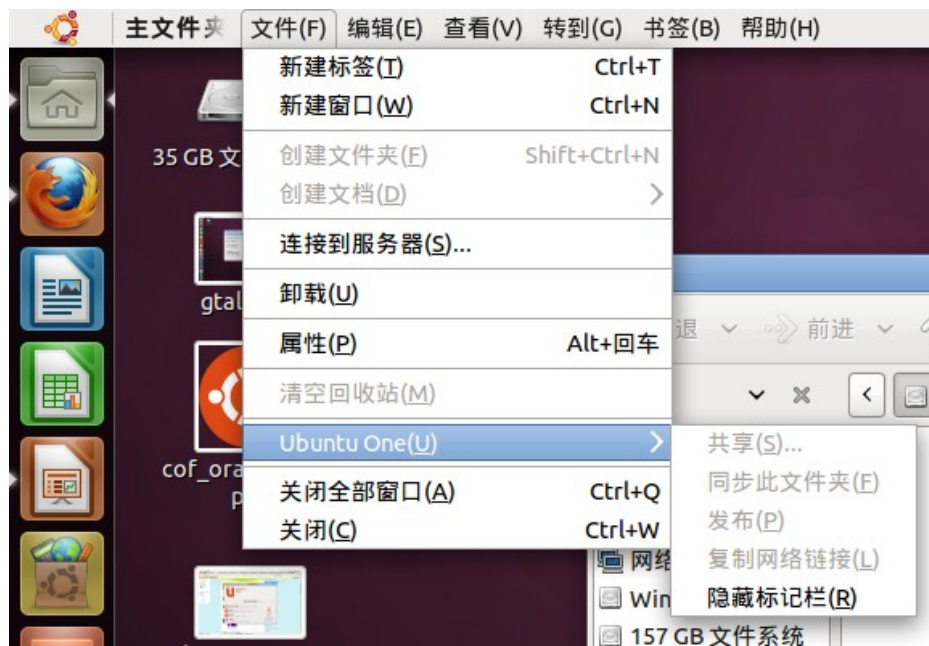 主文件夹 文件(F) 编辑(E) 查看(V) 转到(G) 书签(B) 帮助(H)
新建标签(T) Ctrl+T
新建窗口(W) Ctrl+N
创建文件夹(F) Shift+Ctrl+N
创建文档(D)
连接到服务器(S)...
卸载(U)
属性(P) Alt+回车
清空回收站(M)
Ubuntu One(U)
关闭全部窗口(A) Ctrl+Q
关闭(C) Ctrl+W
共享(S)...
同步此文件夹(F)
发布(P)
复制网络链接(L)
隐藏标记栏(R)
35 GB 文
gtal
cof_ora
p
退 前进
网络
Win
157 GB 文件系统